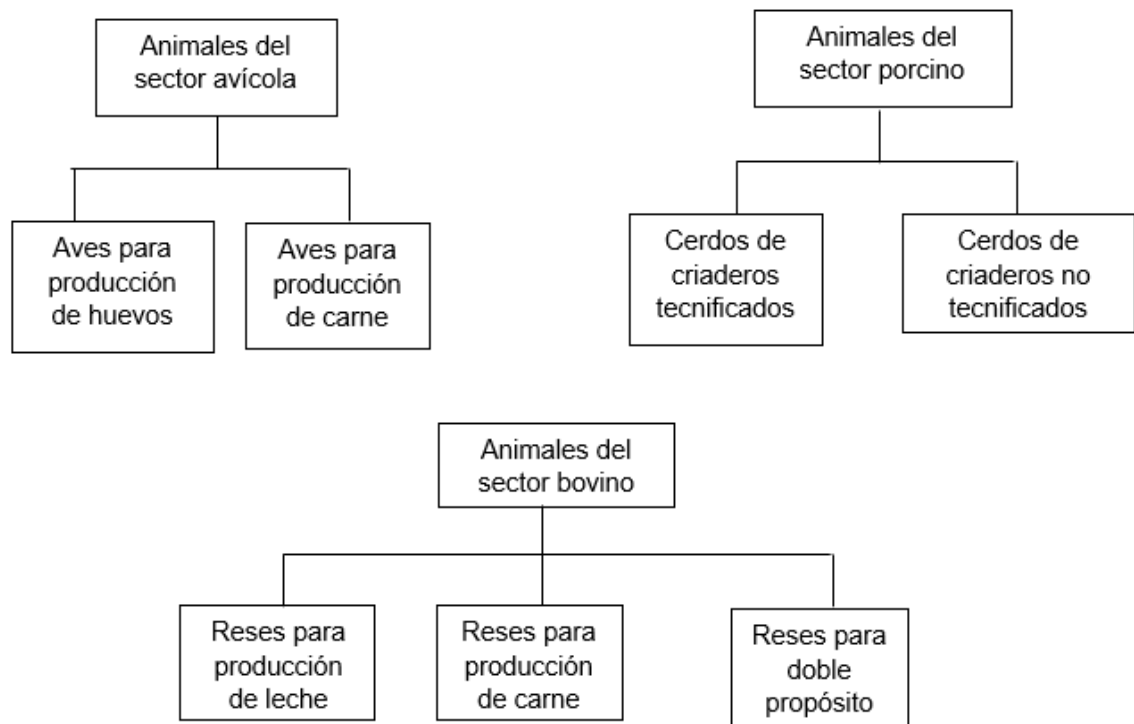 Animales del
sector avícola
Animales del
sector porcino
Aves para
producción
de huevos
Aves para
producción
de carne
Cerdos de
criaderos
tecnificados
Cerdos de
criaderos no
tecnificados
Animales del
sector bovino
Reses para
producción
de leche
Reses para
producción
de carne
Reses para
doble
propósito